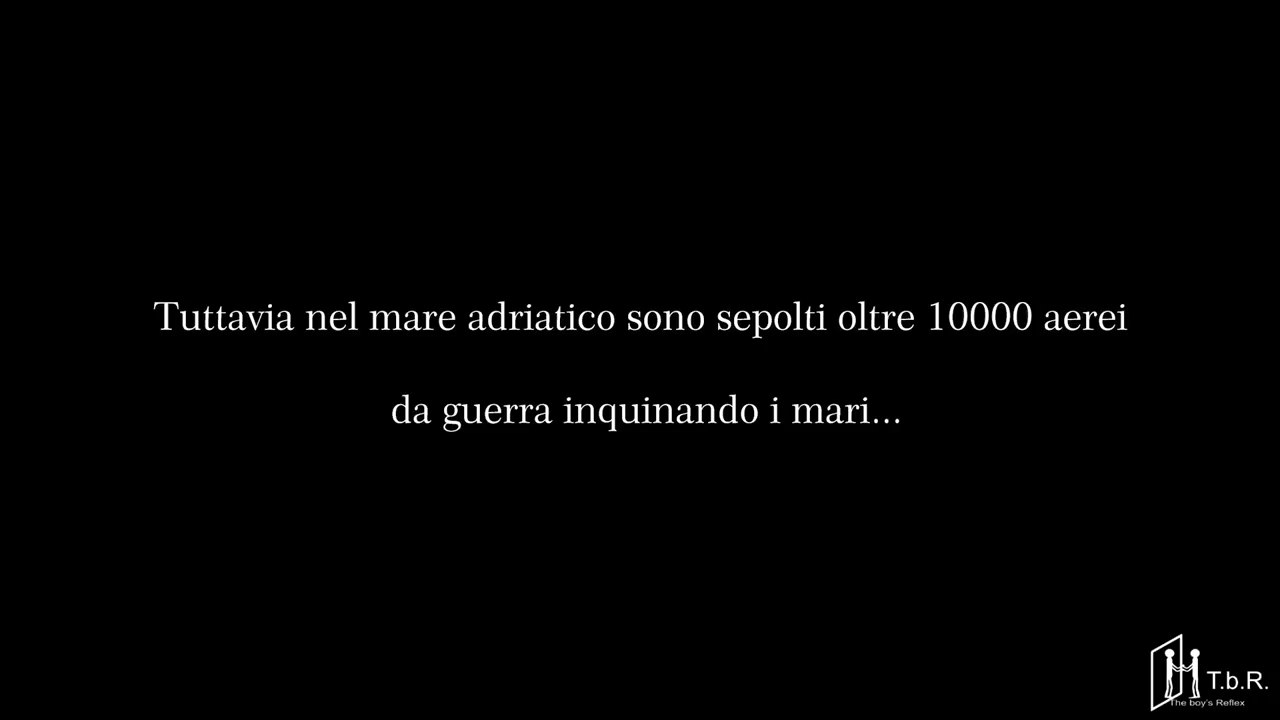 Tuttavia nel mare adriatico sono sepolti oltre 10000 aerei
da guerra inquinando i mari...
T.b.R.
The boy's Reflex